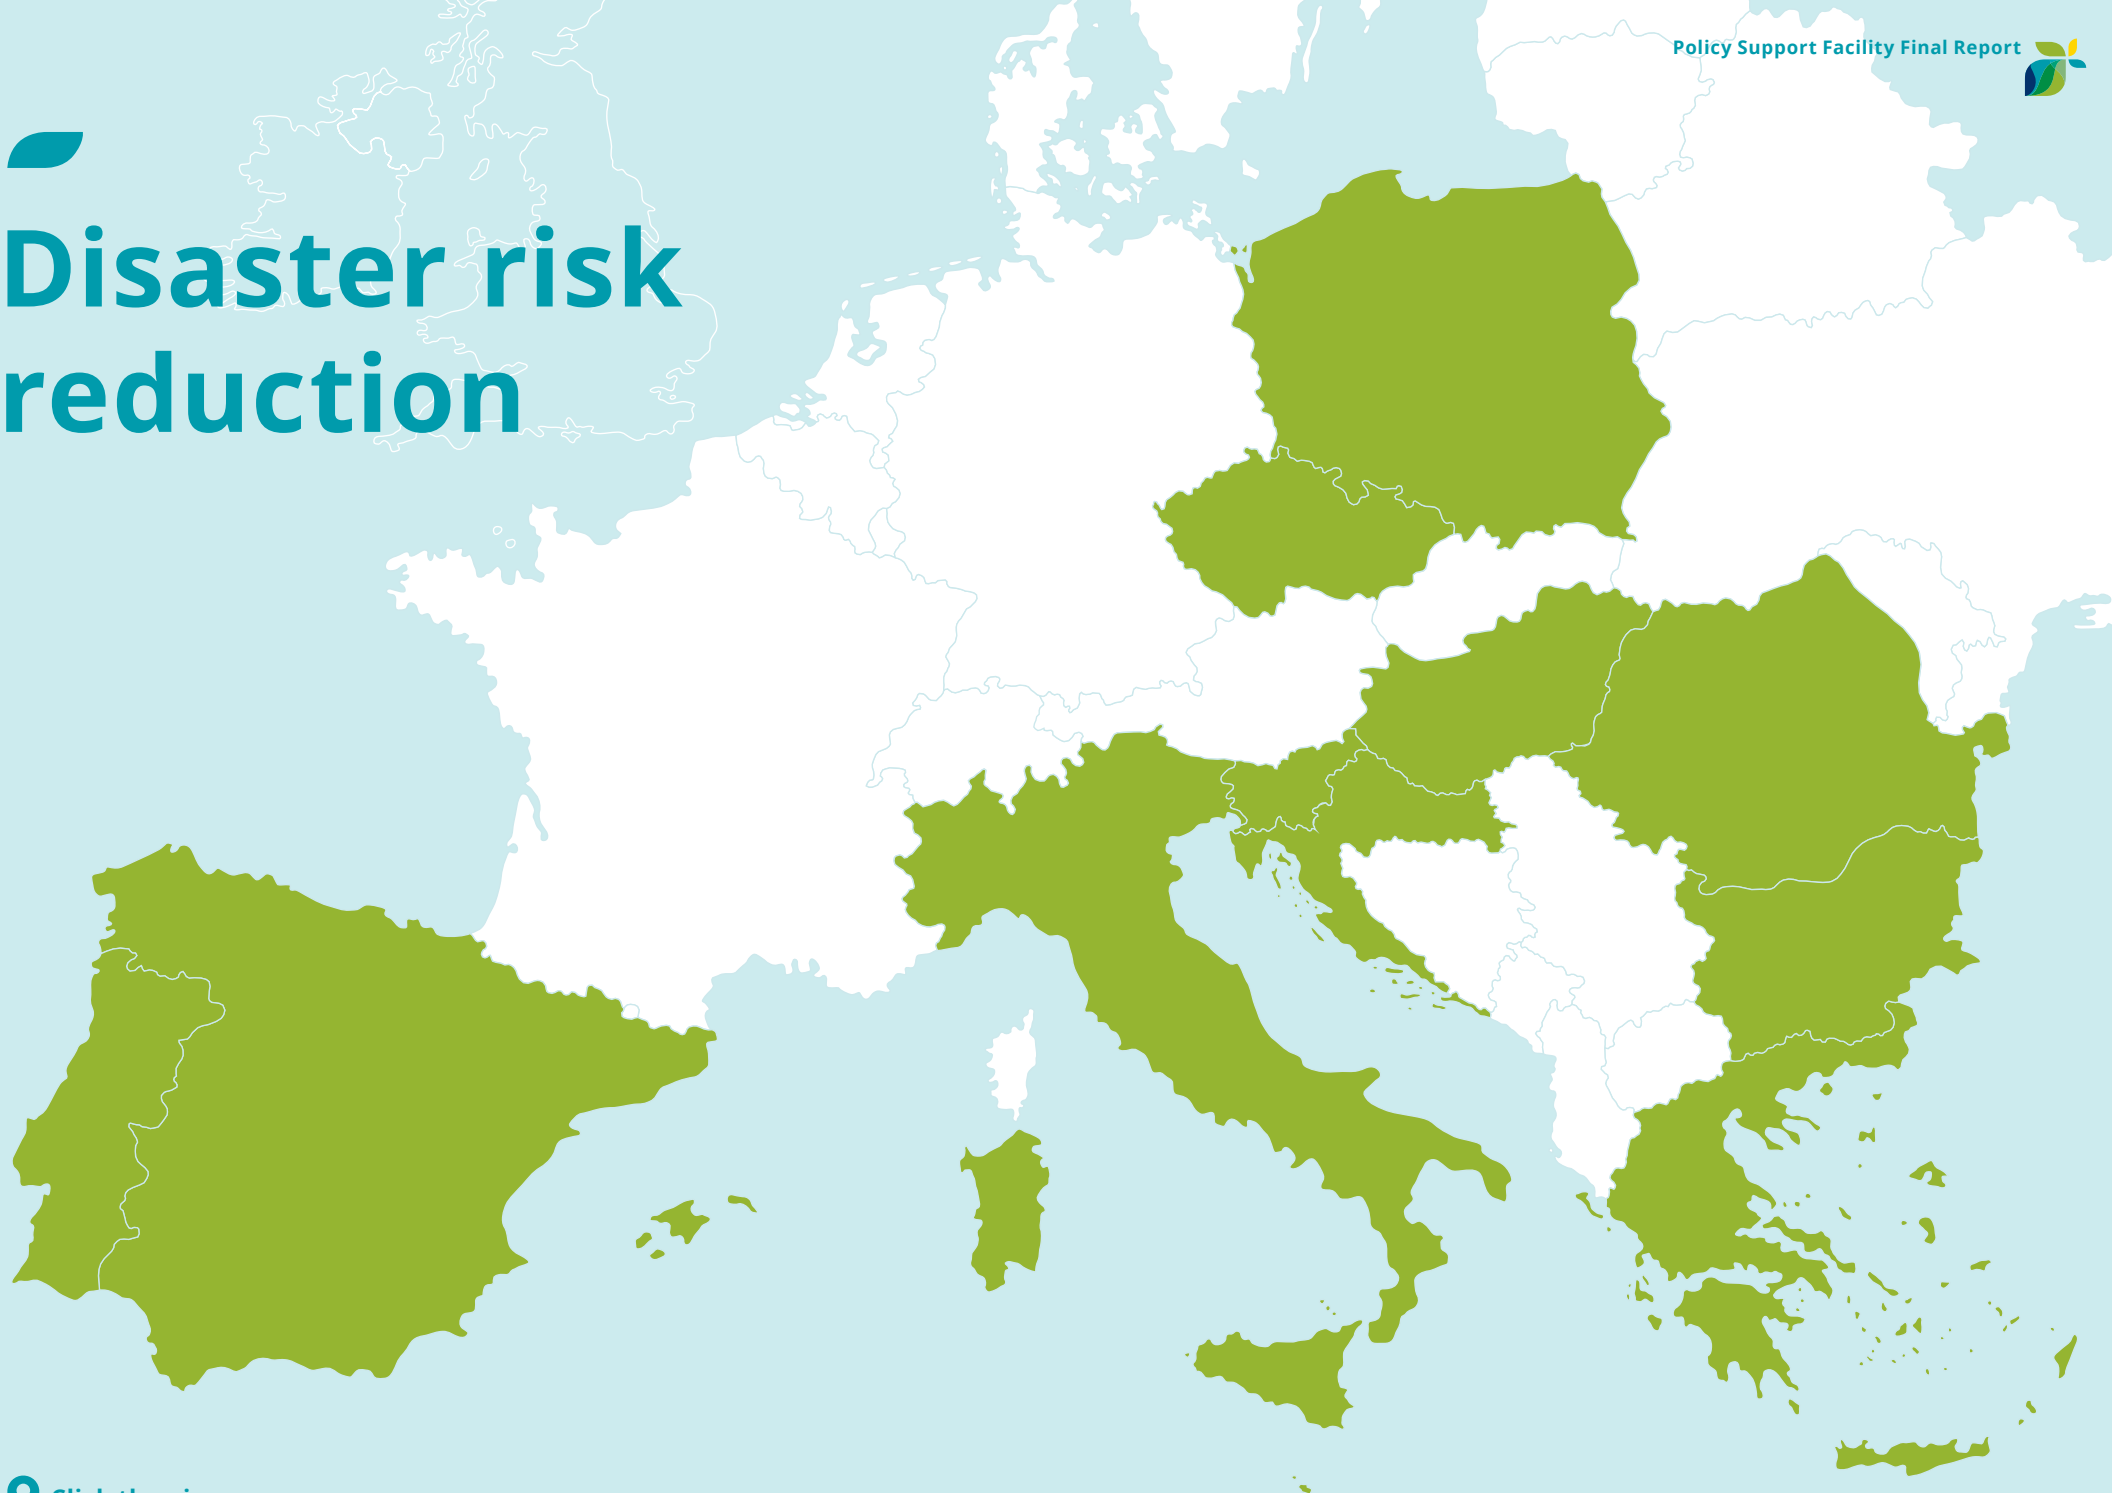 Policy Support Facility Final Report
Disaster risk
reduction